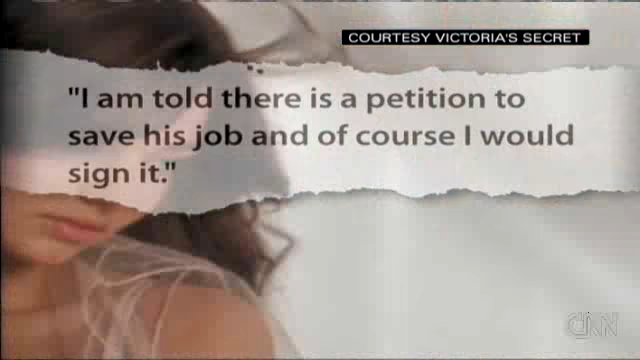 COURTESY VICTORIA'S SECRET
"I am told there is a petition to
save his job and of course I would
sign it."
CNN